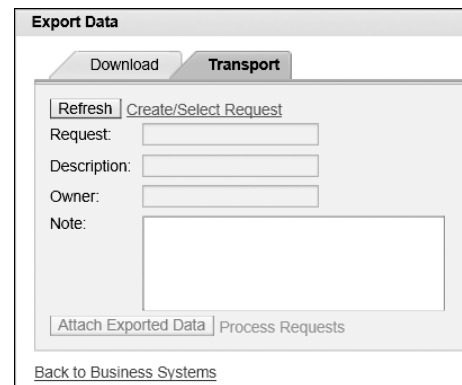 Export Data
Download Transport
Refresh Create/Select Request
Request:
Description:
Owner:
Note:
Attach Exported Data Process Requests
Back to Business Systems